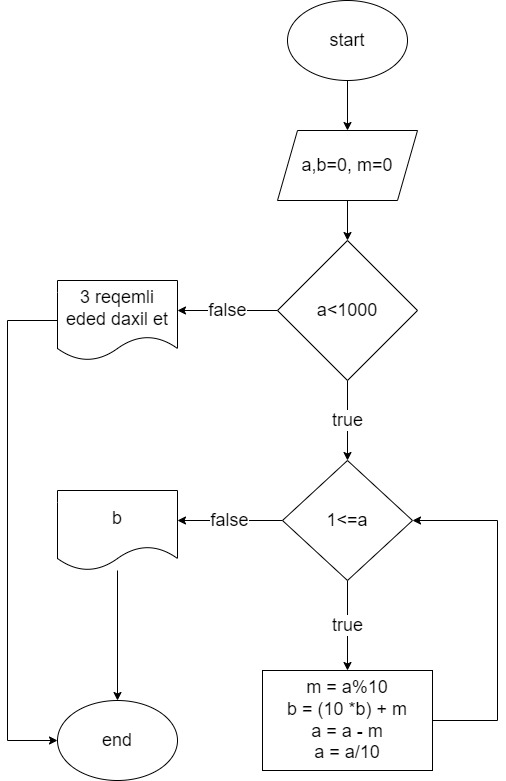 start
a,b=0, m=0
a<1000
false
3 reqemli
eded daxil et
true
1<=a
false
b
true
m = a%10
b = (10 *b) + m
a = a - m
a = a/10
end